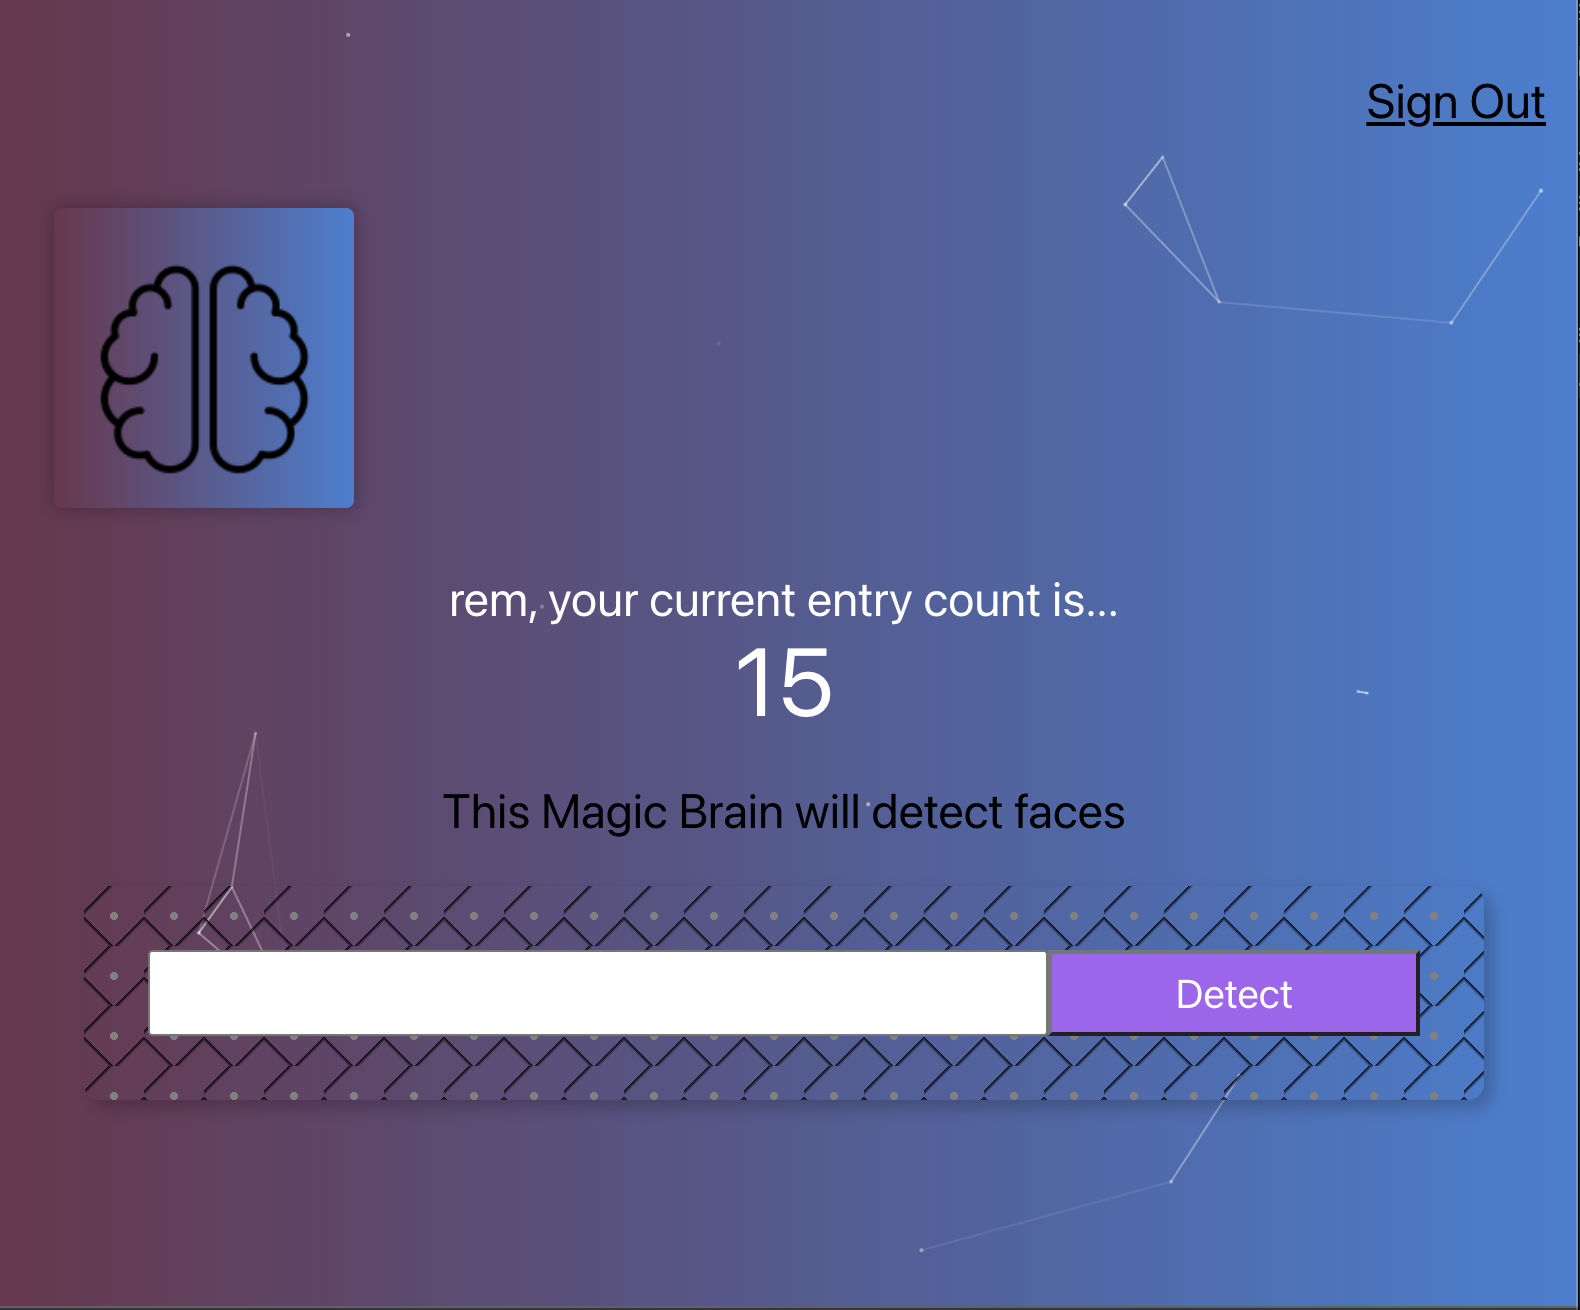 Sign Out
rem, your current entry count is...
15
This Magic Brain will detect faces
Detect